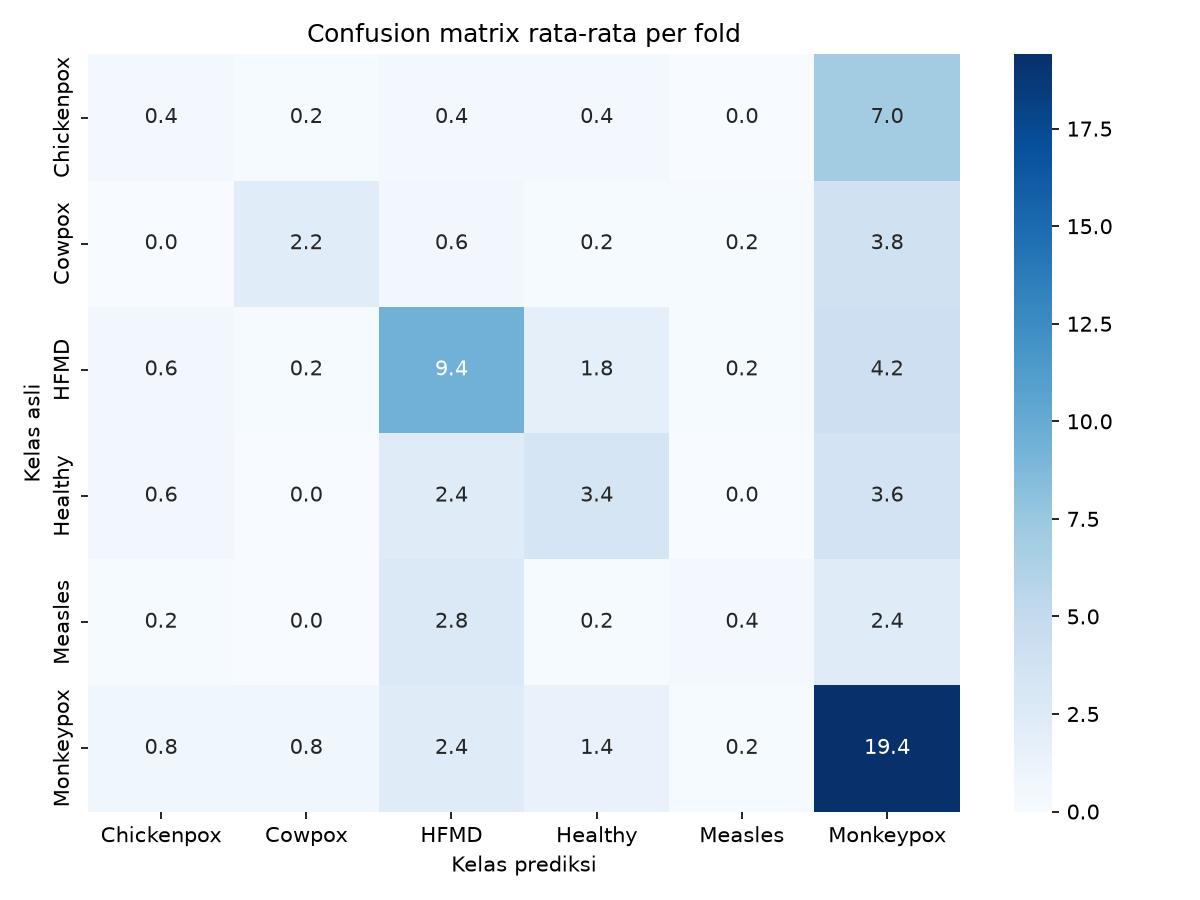 Confusion matrix rata-rata per fold
Kelas asli
Chickenpox 0.4 0.2 0.4 0.4 0.0 7.0
Cowpox 0.0 2.2 0.6 0.2 0.2 3.8
HFMD 0.6 0.2 9.4 1.8 0.2 4.2
Healthy 0.6 0.0 2.4 3.4 0.0 3.6
Measles 0.2 0.0 2.8 0.2 0.4 2.4
Monkeypox 0.8 0.8 2.4 1.4 0.2 19.4
Chickenpox Cowpox HFMD Healthy Measles Monkeypox
Kelas prediksi
17.5
15.0
12.5
10.0
7.5
5.0
2.5
0.0